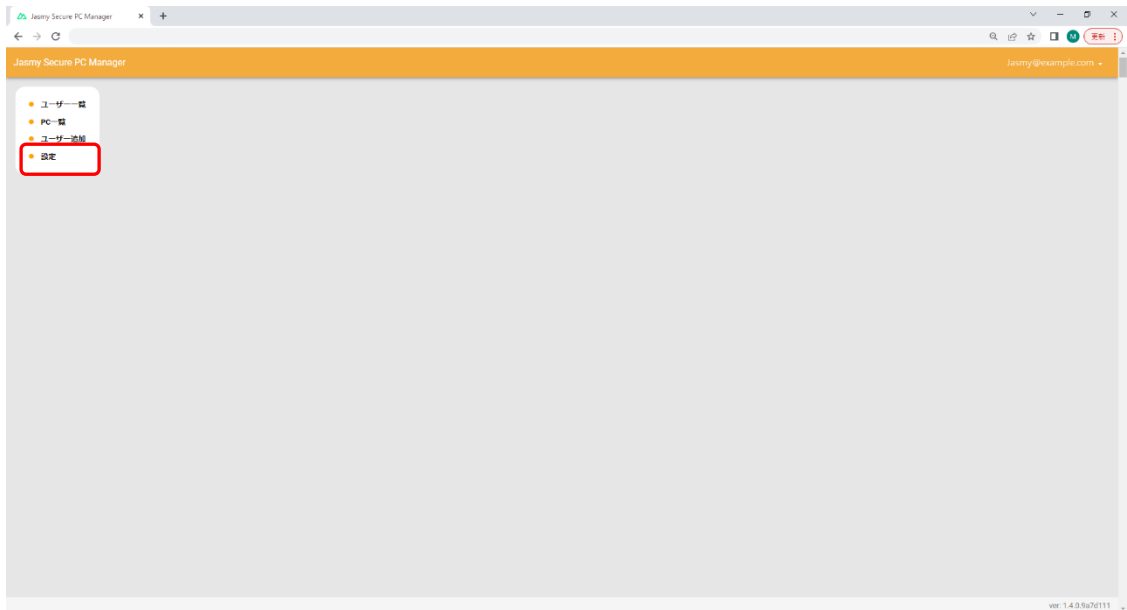 Jasmy Secure PC Manager
M
更新
Jasmy Secure PC Manager
Jasmy@example.com
ユーザー一覧
PC一覧
ユーザー追加
設定
ver: 1.4.0.9a7d111